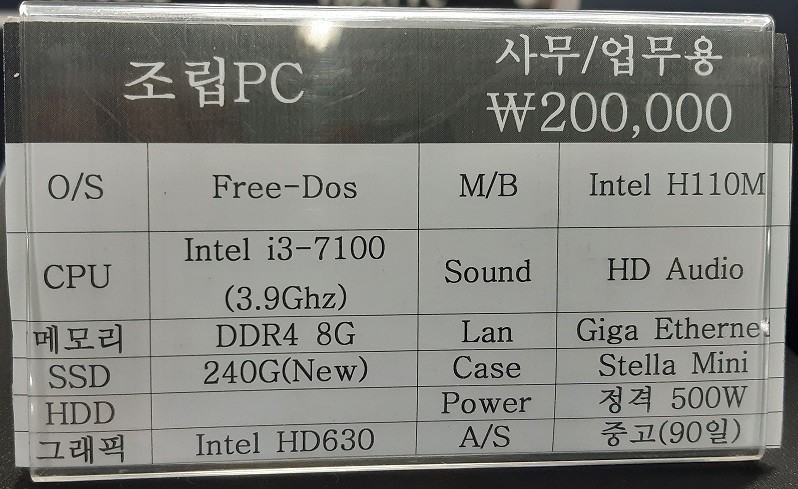 조립PC
사무/업무용
₩200,000
O/S Free-Dos M/B Intel H110M
CPU Intel i3-7100 (3.9Ghz) Sound HD Audio
메모리 DDR4 8G Lan Giga Ethernet
SSD 240G(New) Case Stella Mini
HDD Power 정격 500W
그래픽 Intel HD630 A/S 중고(90일)